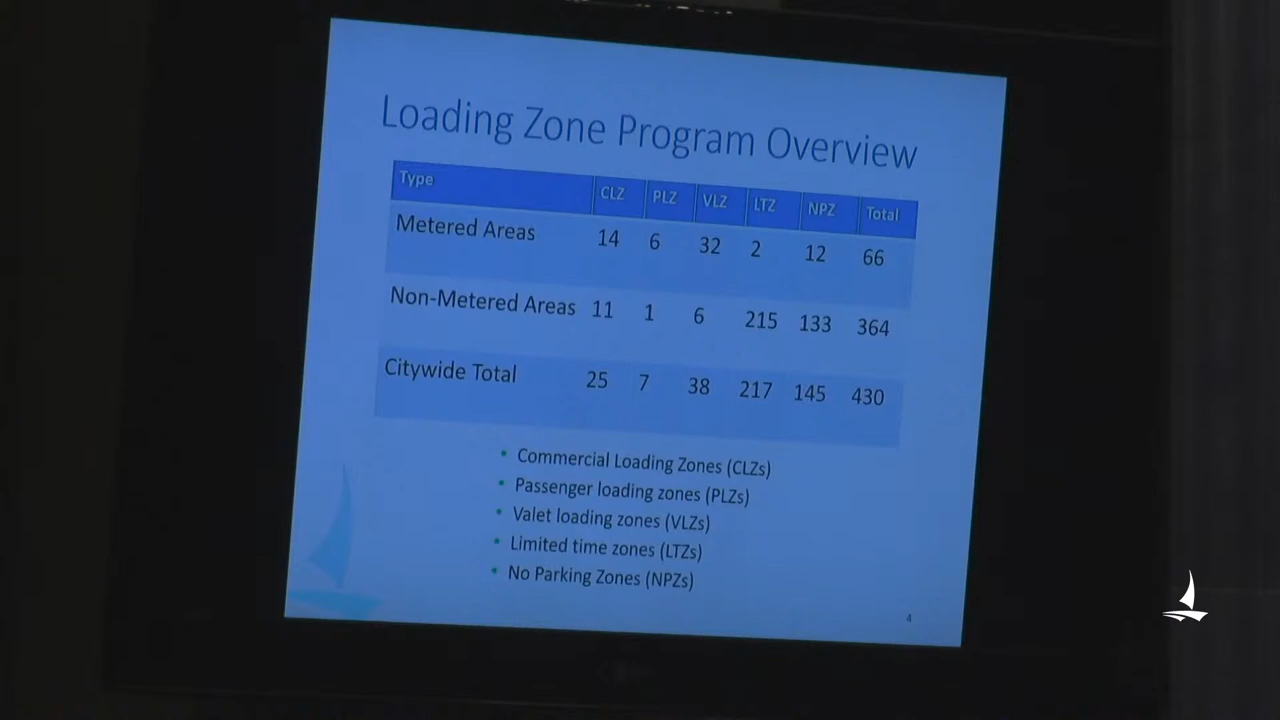 Loading Zone Program Overview
Type CLZ PLZ VLZ LTZ NPZ Total
Metered Areas 14 6 32 2 12 66
Non-Metered Areas 11 1 6 215 133 364
Citywide Total 25 7 38 217 145 430
• Commercial Loading Zones (CLZs)
• Passenger loading zones (PLZs)
• Valet loading zones (VLZs)
• Limited time zones (LTZs)
• No Parking Zones (NPZs)
4